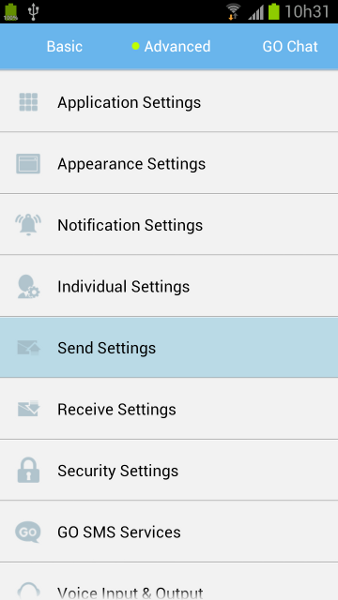 10h31
Basic Advanced GO Chat
Application Settings
Appearance Settings
Notification Settings
Individual Settings
Send Settings
Receive Settings
Security Settings
GO GO SMS Services
Voice Input & Output